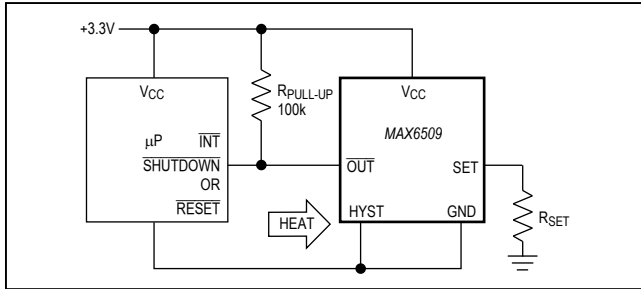 +3.3V
VCC
RPULL-UP
100k
VCC
μP
INT
MAX6509
SHUTDOWN
OUT
SET
OR
RESET
HEAT
HYST
GND
RSET